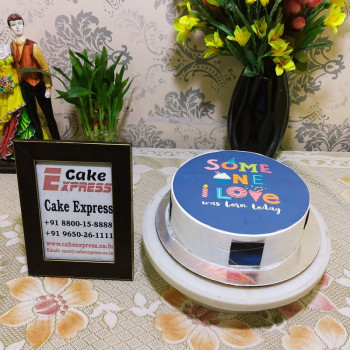 Cake
EXPRESS
Cake Express
+91 8800-15-8888
+91 9650-26-1111
www.cakeexpress.co.in
SOME
ONE
i LOVE
was born today